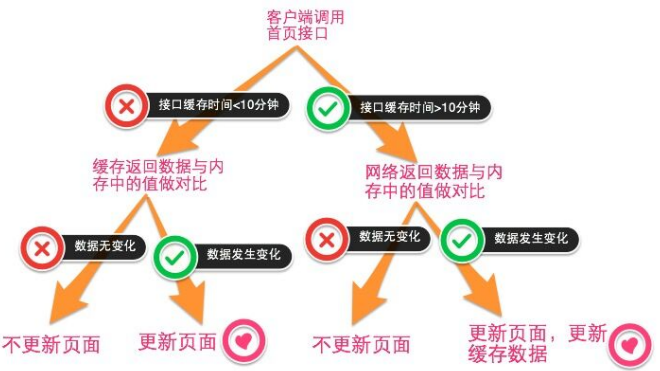 客户端调用
首页接口
接口缓存时间<10分钟
接口缓存时间>10分钟
缓存返回数据与内
存中的值做对比
网络返回数据与内
存中的值做对比
数据无变化
数据发生变化
数据无变化
数据发生变化
不更新页面
更新页面
不更新页面
更新页面，更新
缓存数据